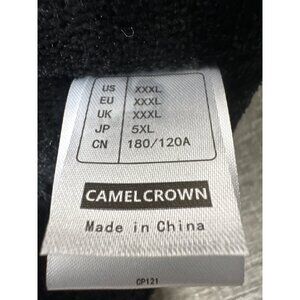 US XXXL
EU XXXL
UK XXXL
JP 5XL
CN 180/120A
CAMELCROWN
Made in China
CP121